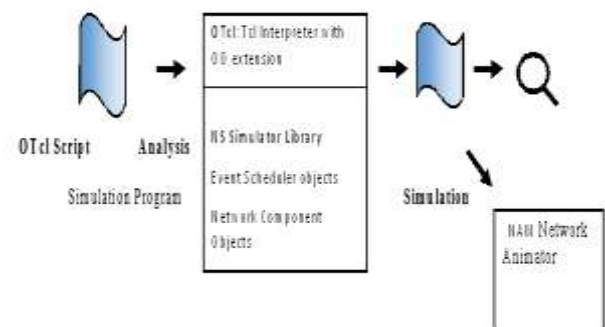 OTcl: Tcl Interpreter with
OO extension
NS Simulator Library
Event Scheduler objects
Network Component
Objects
OTcl Script
Analysis
Simulation Program
Simulation
NAM Network
Animator